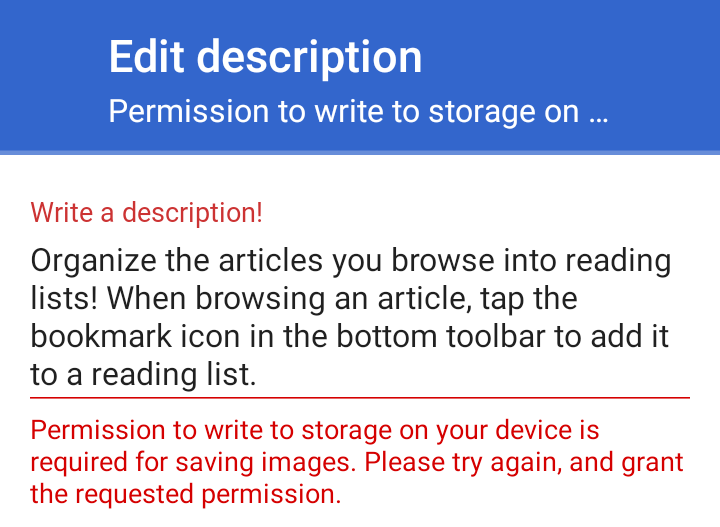 Edit description
Permission to write to storage on ...
Write a description!
Organize the articles you browse into reading
lists! When browsing an article, tap the
bookmark icon in the bottom toolbar to add it
to a reading list.
Permission to write to storage on your device is
required for saving images. Please try again, and grant
the requested permission.